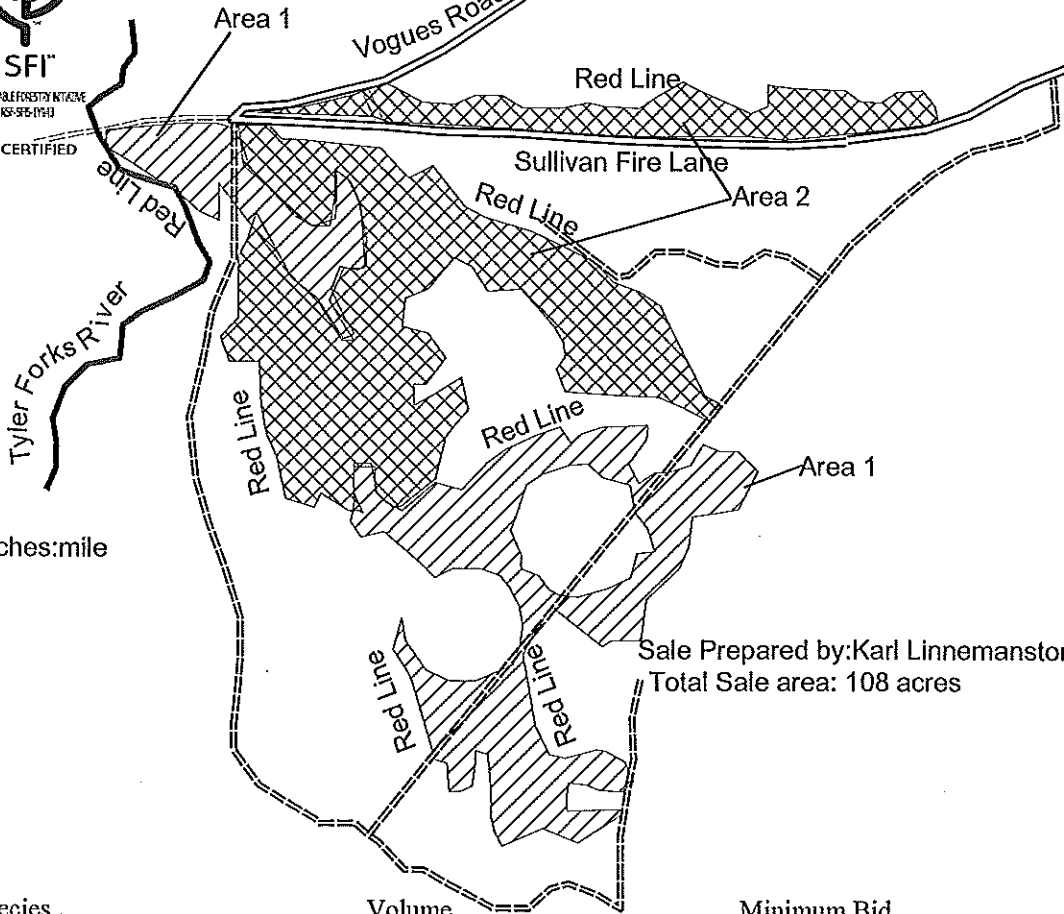 Area 1
Vogues Road
SFI
CERTIFIED
Red Line
Sullivan Fire Lane
Area 2
Red Line
Red Line
Tyler Forks River
Red Line
Red Line
Area 1
ches:mile
Sale Prepared by:Karl Linnemanstor
Total Sale area: 108 acres
Red Line
Red Line
ecies
Volume
Minimum Bid